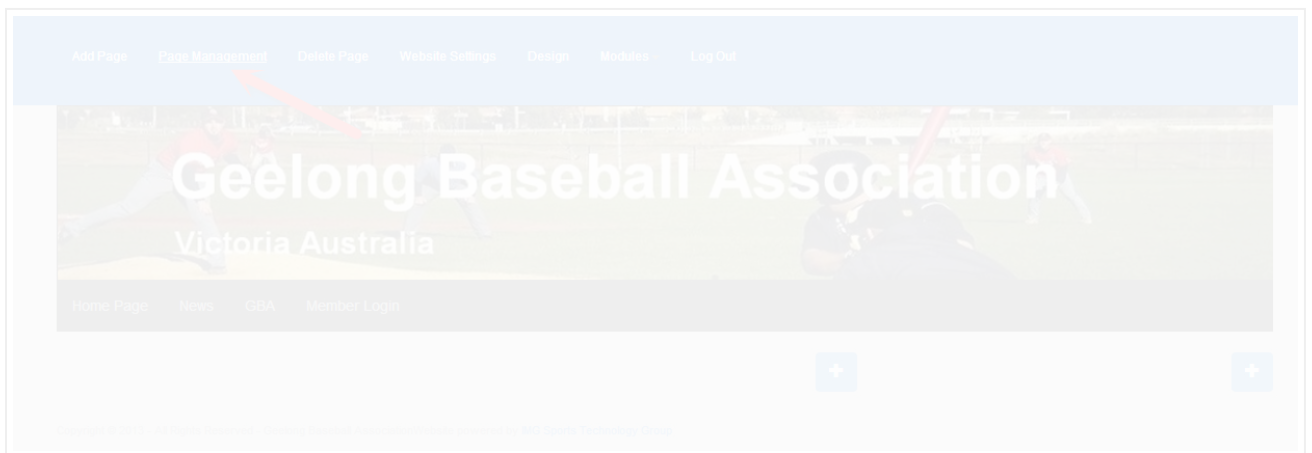 Add Page Page Management Delete Page Website Settings Design Modules Log Out
Geelong Baseball Association
Victoria Australia
Home Page News GBA Member Login